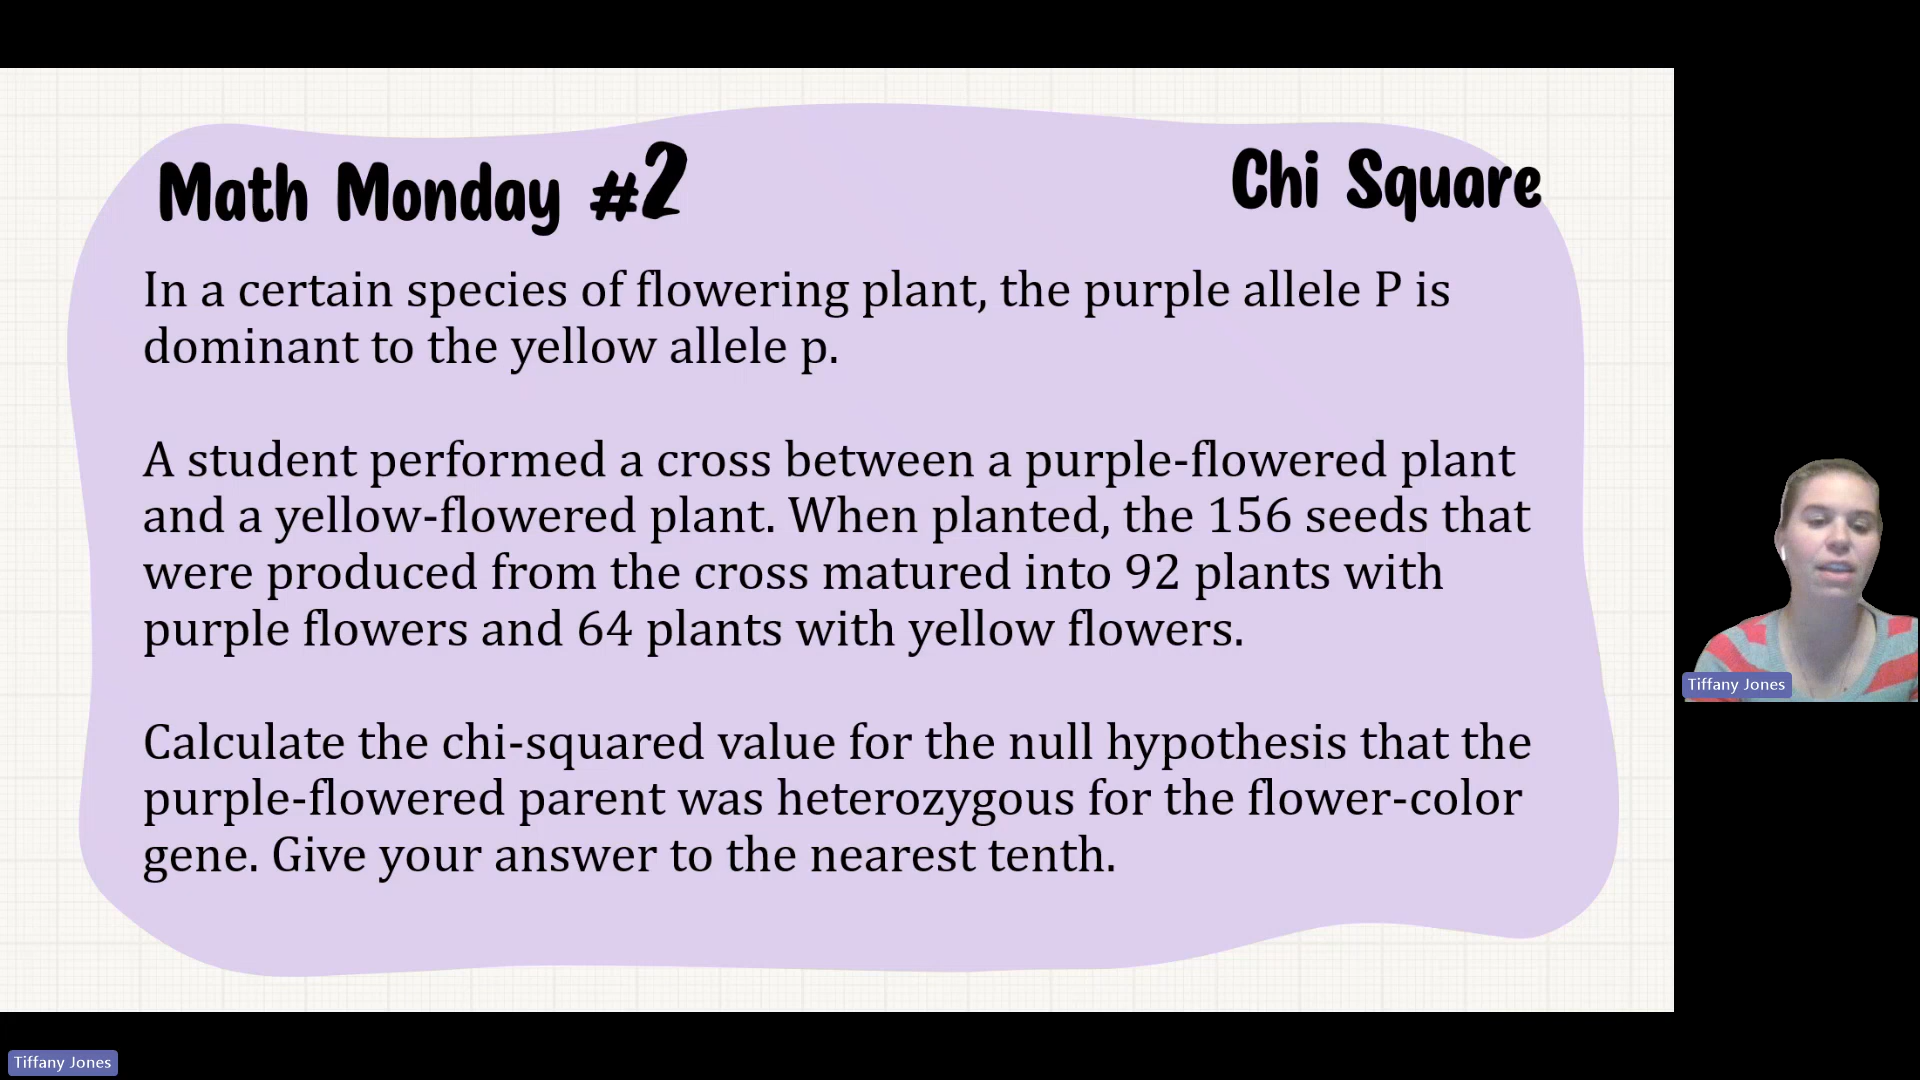 Math Monday #2
Chi Square
In a certain species of flowering plant, the purple allele P is
dominant to the yellow allele p.
A student performed a cross between a purple-flowered plant
and a yellow-flowered plant. When planted, the 156 seeds that
were produced from the cross matured into 92 plants with
purple flowers and 64 plants with yellow flowers.
Calculate the chi-squared value for the null hypothesis that the
purple-flowered parent was heterozygous for the flower-color
gene. Give your answer to the nearest tenth.
Tiffany Jones
Tiffany Jones